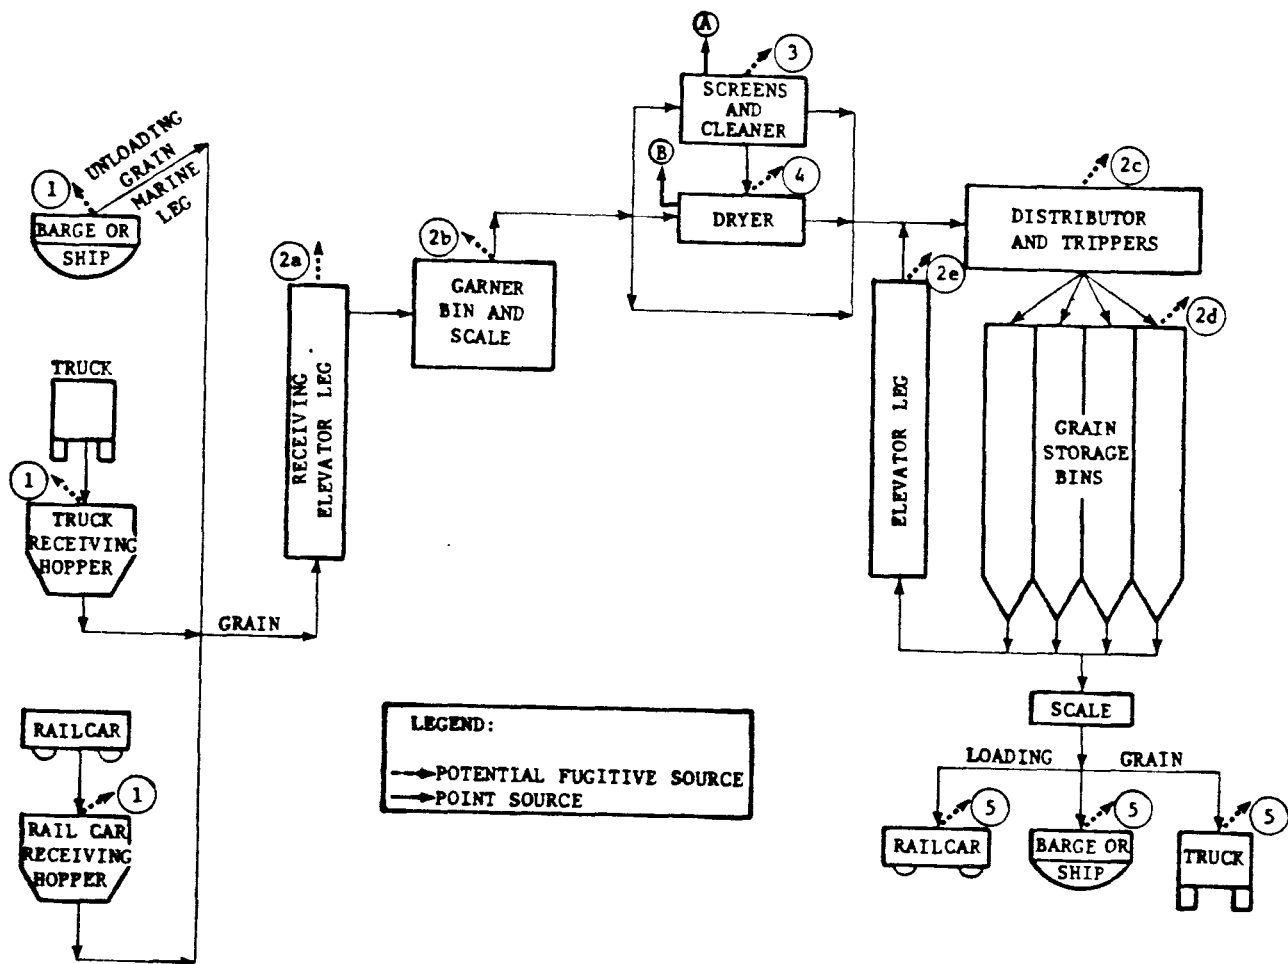 A
3
SCREENS
AND
CLEANER
B
4
DRYER
UNLOADING
GRAIN
MARINE
LEG
1
BARGE OR
SHIP
2a
2b
GARNER
BIN AND
SCALE
RECEIVING
ELEVATOR LEG
2c
DISTRIBUTOR
AND TRIPPERS
2e
2d
ELEVATOR LEG
GRAIN
STORAGE
BINS
TRUCK
1
TRUCK
RECEIVING
HOPPER
GRAIN
RAILCAR
1
RAIL CAR
RECEIVING
HOPPER
LEGEND:
POTENTIAL FUGITIVE SOURCE
POINT SOURCE
SCALE
LOADING GRAIN
5
RAILCAR
5
BARGE OR
SHIP
5
TRUCK